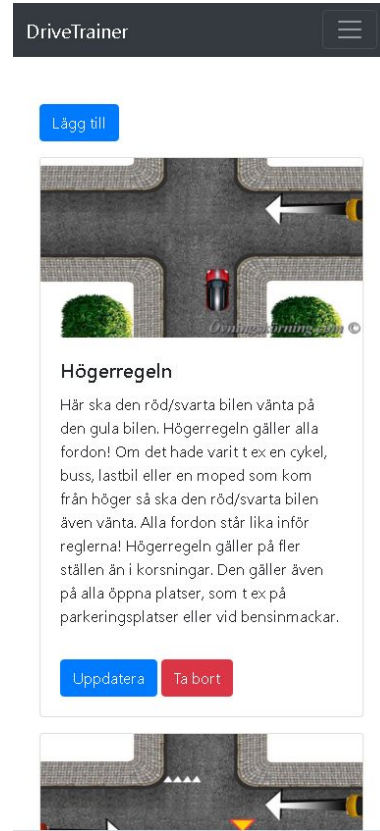 DriveTrainer
Lägg till
Övningskörning.com ©
Högerregeln
Här ska den röd/svarta bilen vänta på
den gula bilen. Högerregeln gäller alla
fordon! Om det hade varit t ex en cykel,
buss, lastbil eller en moped som kom
från höger så ska den röd/svarta bilen
även vänta. Alla fordon står lika inför
reglerna! Högerregeln gäller på fler
ställen än i korsningar. Den gäller även
på alla öppna platser, som t ex på
parkeringsplatser eller vid bensinmackar.
Uppdatera
Ta bort